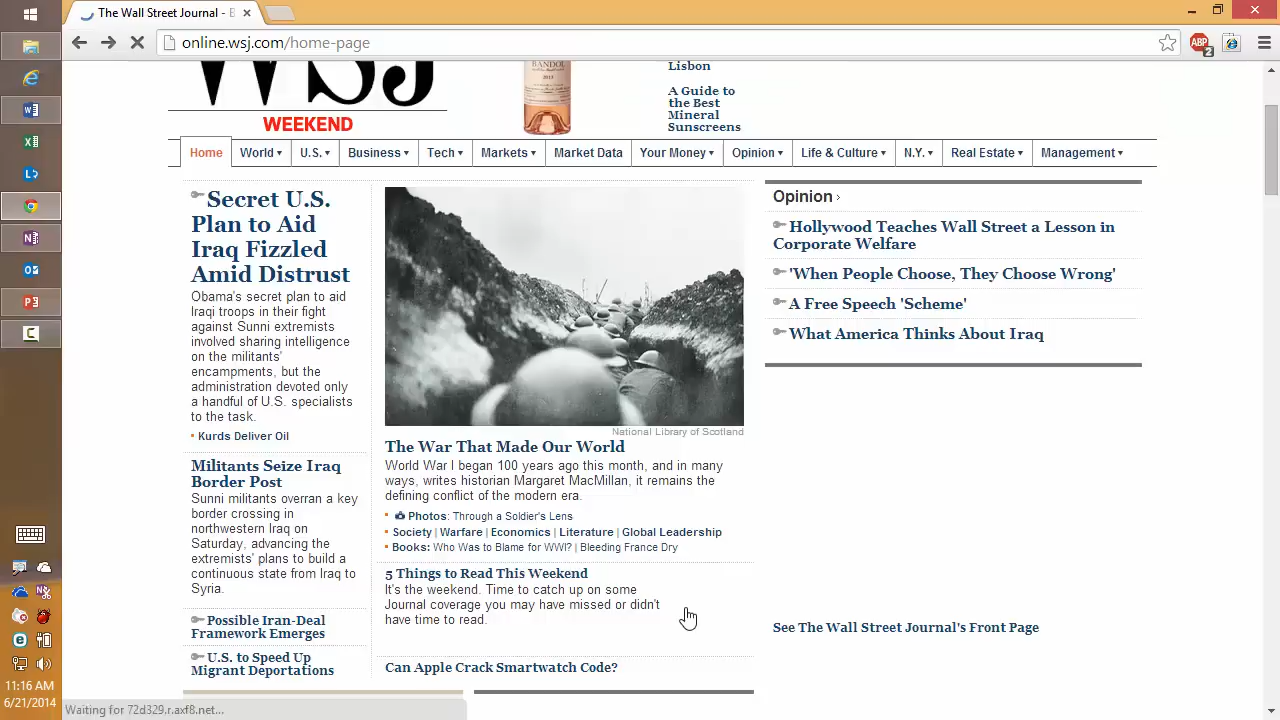 The Wall Street Journal - B
online.wsj.com/home-page
ABP
2
WSJ
WEEKEND
BANDOL
2013
Lisbon
A Guide to
the Best
Mineral
Sunscreens
Home
World
U.S.
Business
Tech
Markets
Market Data
Your Money
Opinion
Life & Culture
N.Y.
Real Estate
Management
Secret U.S.
Plan to Aid
Iraq Fizzled
Amid Distrust
Obama's secret plan to aid
Iraqi troops in their fight
against Sunni extremists
involved sharing intelligence
on the militants'
encampments, but the
administration devoted only
a handful of U.S. specialists
to the task.
Kurds Deliver Oil
Militants Seize Iraq
Border Post
Sunni militants overran a key
border crossing in
northwestern Iraq on
Saturday, advancing the
extremists' plans to build a
continuous state from Iraq to
Syria.
Possible Iran-Deal
Framework Emerges
U.S. to Speed Up
Migrant Deportations
National Library of Scotland
The War That Made Our World
World War I began 100 years ago this month, and in many
ways, writes historian Margaret MacMillan, it remains the
defining conflict of the modern era.
Photos: Through a Soldier's Lens
Society | Warfare | Economics | Literature | Global Leadership
Books: Who Was to Blame for WWI? | Bleeding France Dry
5 Things to Read This Weekend
It's the weekend. Time to catch up on some
Journal coverage you may have missed or didn't
have time to read.
Can Apple Crack Smartwatch Code?
Opinion ›
Hollywood Teaches Wall Street a Lesson in
Corporate Welfare
'When People Choose, They Choose Wrong'
A Free Speech 'Scheme'
What America Thinks About Iraq
See The Wall Street Journal's Front Page
11:16 AM
6/21/2014
Waiting for 72d329.r.axf8.net...